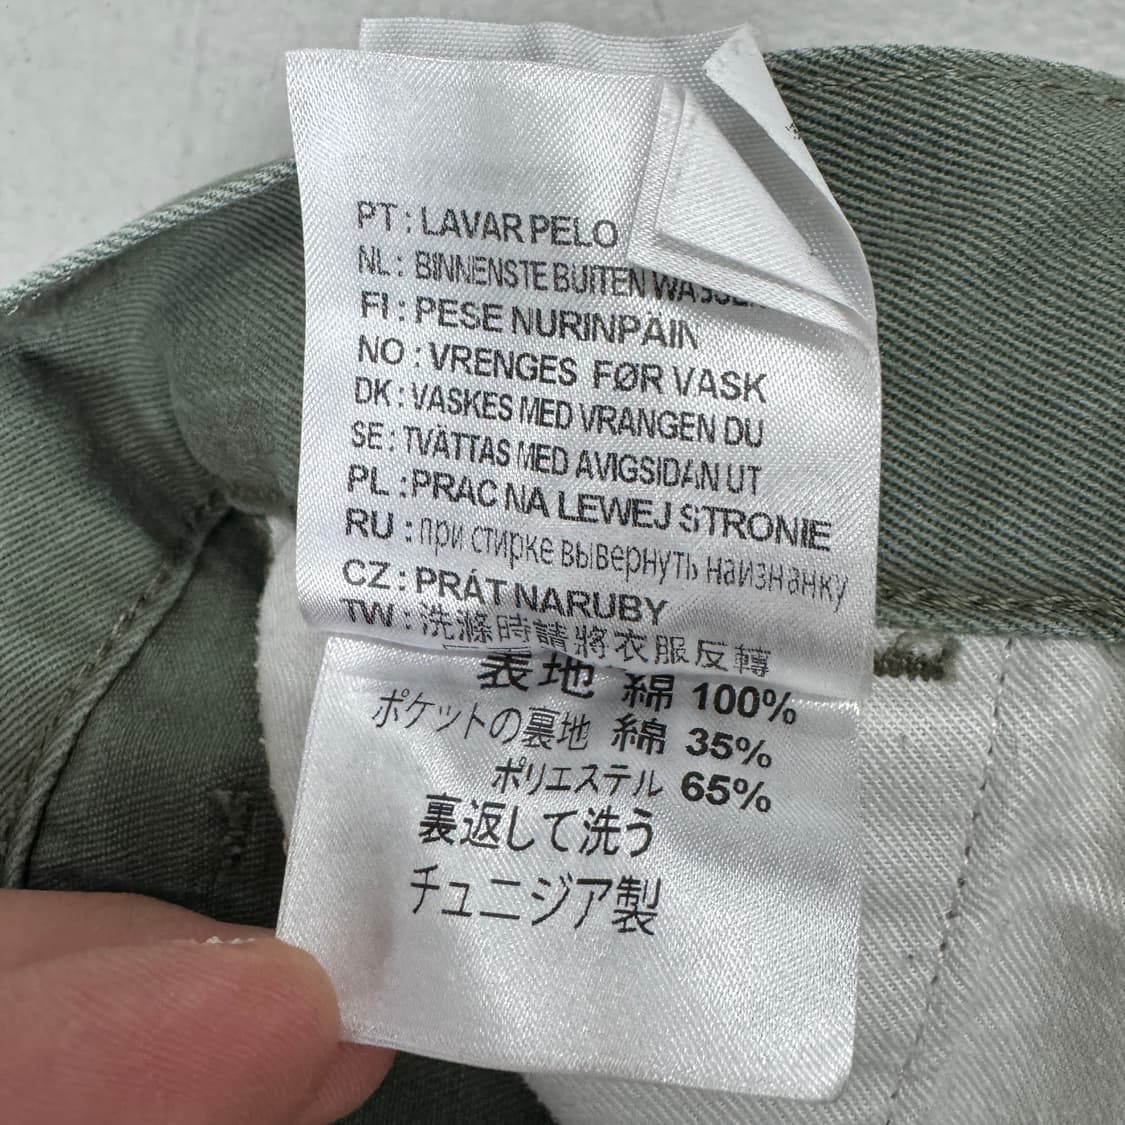 PT : LAVAR PELO
NL : BINNENSTE BUITEN WASSEN
FI : PESE NURINPÄIN
NO : VRENGES FØR VASK
DK : VASKES MED VRANGEN DU
SE : TVÄTTAS MED AVIGSIDAN UT
PL : PRAC NA LEWEJ STRONIE
RU : при стирке вывернуть наизнанку
CZ : PRÁT NARUBY
TW : 洗滌時請將衣服反轉
表地 綿 100%
ポケットの裏地 綿 35%
ポリエステル 65%
裏返して洗う
チュニジア製